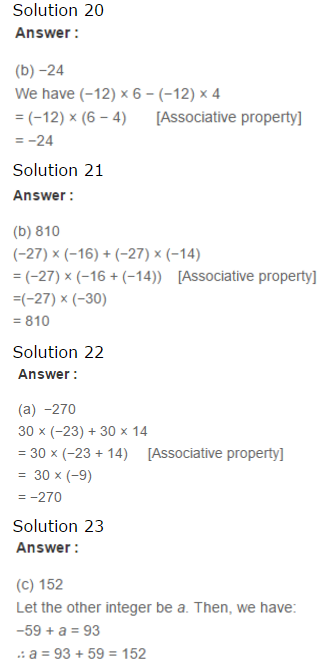 Solution 20
Answer :
(b) −24
We have (−12) × 6 − (−12) × 4
= (−12) × (6 − 4) [Associative property]
= −24
Solution 21
Answer :
(b) 810
(−27) × (−16) + (−27) × (−14)
= (−27) × (−16 + (−14)) [Associative property]
=(−27) × (−30)
= 810
Solution 22
Answer :
(a) −270
30 × (−23) + 30 × 14
= 30 × (−23 + 14) [Associative property]
= 30 × (−9)
= −270
Solution 23
Answer :
(c) 152
Let the other integer be a. Then, we have:
−59 + a = 93
∴ a = 93 + 59 = 152